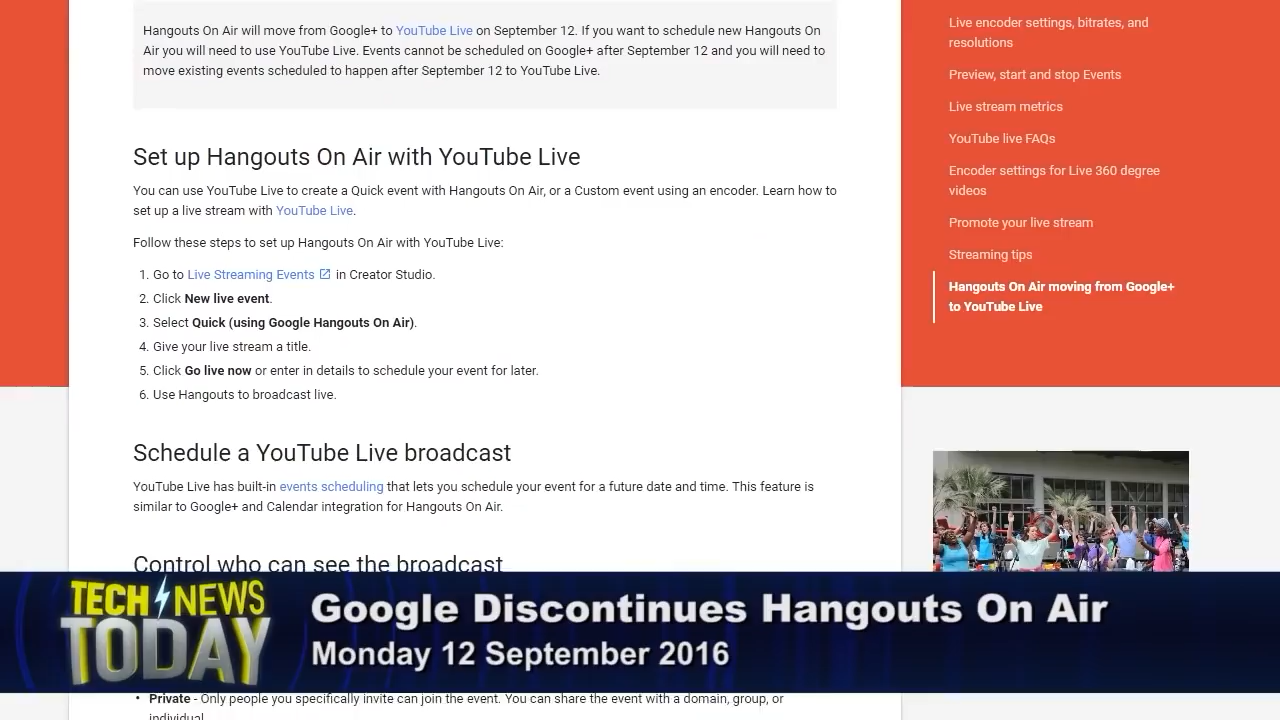 Hangouts On Air will move from Google+ to YouTube Live on September 12. If you want to schedule new Hangouts On
Air you will need to use YouTube Live. Events cannot be scheduled on Google+ after September 12 and you will need to
move existing events scheduled to happen after September 12 to YouTube Live.
Set up Hangouts On Air with YouTube Live
You can use YouTube Live to create a Quick event with Hangouts On Air, or a Custom event using an encoder. Learn how to
set up a live stream with YouTube Live.
Follow these steps to set up Hangouts On Air with YouTube Live:
1. Go to Live Streaming Events in Creator Studio.
2. Click New live event.
3. Select Quick (using Google Hangouts On Air).
4. Give your live stream a title.
5. Click Go live now or enter in details to schedule your event for later.
6. Use Hangouts to broadcast live.
Schedule a YouTube Live broadcast
YouTube Live has built-in events scheduling that lets you schedule your event for a future date and time. This feature is
similar to Google+ and Calendar integration for Hangouts On Air.
Control who can see the broadcast
• Private - Only people you specifically invite can join the event. You can share the event with a domain, group, or
individual.
Live encoder settings, bitrates, and
resolutions
Preview, start and stop Events
Live stream metrics
YouTube live FAQs
Encoder settings for Live 360 degree
videos
Promote your live stream
Streaming tips
Hangouts On Air moving from Google+
to YouTube Live
TECH NEWS
TODAY
Google Discontinues Hangouts On Air
Monday 12 September 2016